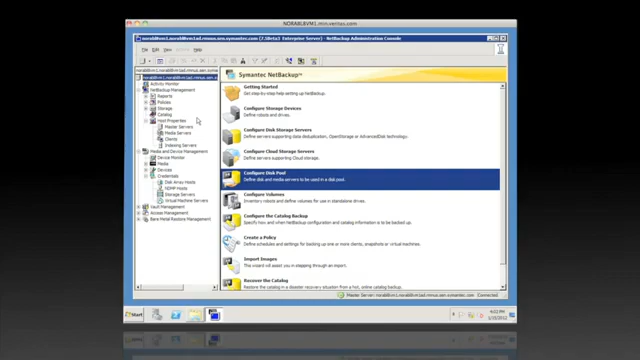 NORABLEVM1.min.veritas.com
NetBackup Administration Console
Symantec NetBackup™
Activity Monitor
NetBackup Management
Reports
Policies
Storage
Catalog
Host Properties
Master Servers
Media Servers
Clients
Indexing Servers
Media and Device Management
Device Monitor
Media
Devices
Credentials
Disk Array Hosts
NDMP Hosts
Storage Servers
Virtual Machine Servers
Vault Management
Access Management
Bare Metal Restore Management
Getting Started
Get step-by-step help setting up NetBackup.
Configure Storage Devices
Define robots and drives.
Configure Disk Storage Servers
Define servers supporting data deduplication, OpenStorage or AdvancedDisk technology.
Configure Cloud Storage Servers
Define servers supporting Cloud storage.
Configure Disk Pool
Define disk and media servers to be used in a disk pool.
Configure Volumes
Inventory robots and define volumes for use in standalone drives.
Configure the Catalog Backup
Specify how and when NetBackup configuration and catalog information is to be backed up.
Create a Policy
Define schedules and settings for backing up one or more clients, snapshots or virtual machines.
Import Images
This wizard will assist you in stepping through an import.
Recover the Catalog
Restore the catalog in a disaster recovery situation from a hot, online catalog backup.
Connected.
Start
4:02 PM